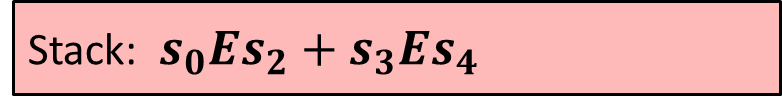 Stack: s₀Es₂ + s₃Es₄